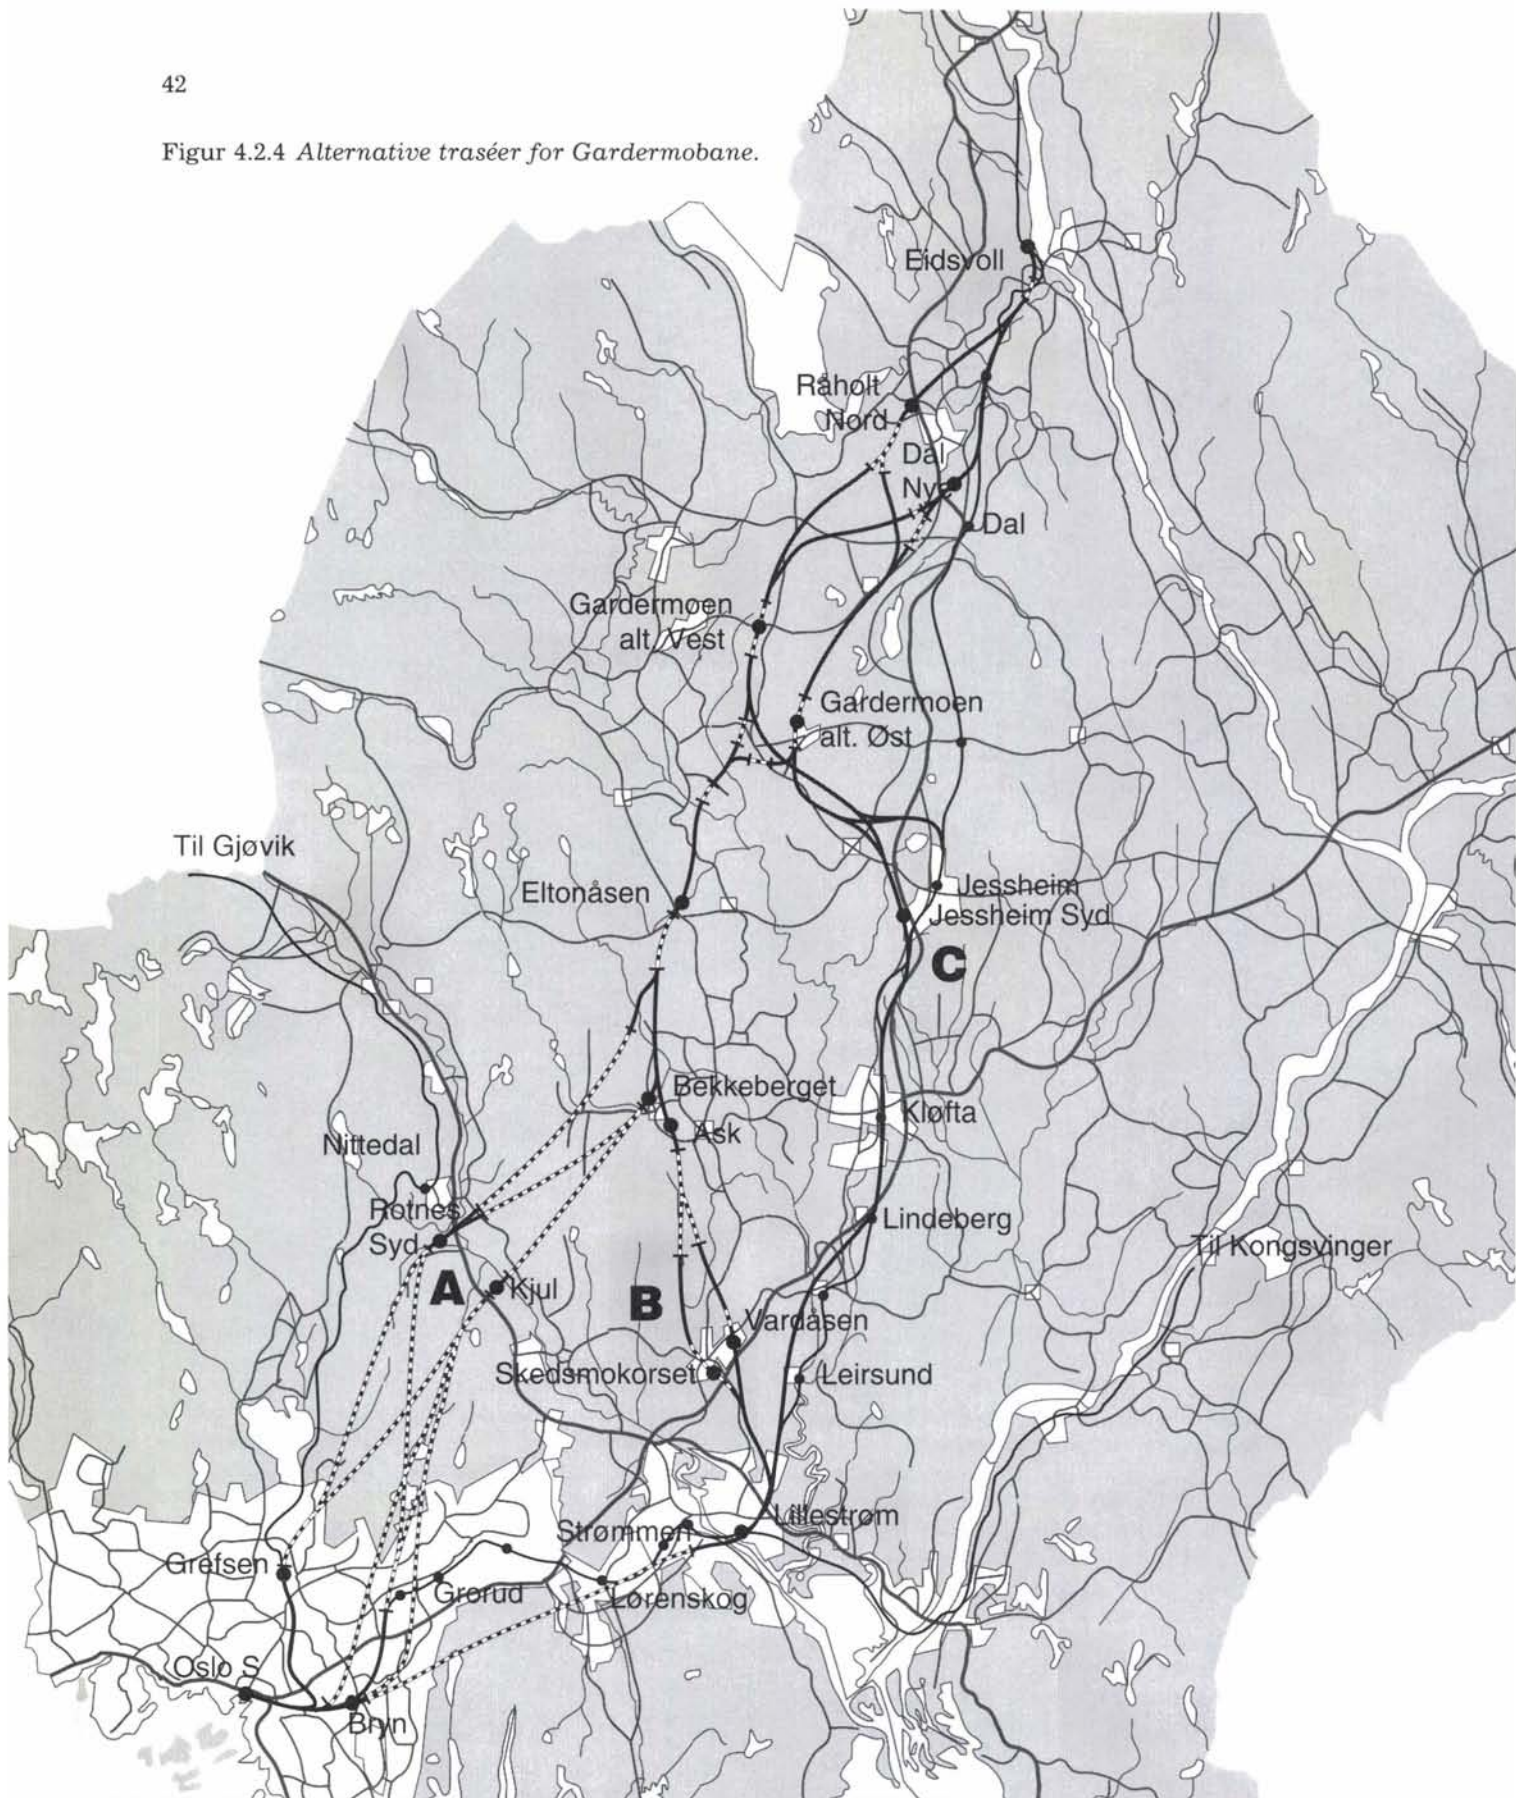 42
Figur 4.2.4 Alternative traséer for Gardermobane.
Eidsvoll
Råholt
Nord
Dal
Ny
Dal
Gardermoen
alt. Vest
Gardermoen
alt. Øst
Til Gjøvik
Eltonåsen
Jessheim
Jessheim Syd
C
Bekkeberget
Ask
Kløfta
Nittedal
Rotnes
Syd
Lindeberg
Til Kongsvinger
A
Kjul
B
Vardåsen
Skedsmokorset
Leirsund
Lillestrøm
Strømmen
Grefsen
Grorud
Lørenskog
Oslo S
Bryn